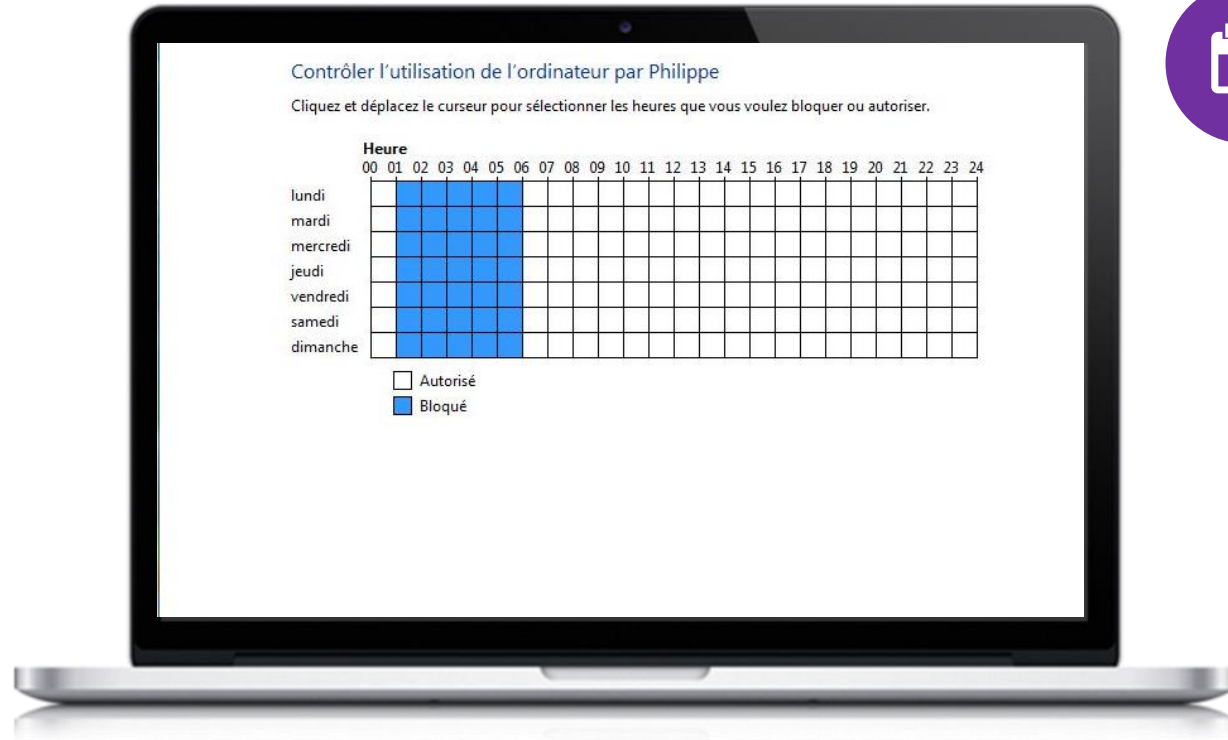 Contrôler l'utilisation de l'ordinateur par Philippe
Cliquez et déplacez le curseur pour sélectionner les heures que vous voulez bloquer ou autoriser.
Heure
00 01 02 03 04 05 06 07 08 09 10 11 12 13 14 15 16 17 18 19 20 21 22 23 24
lundi
mardi
mercredi
jeudi
vendredi
samedi
dimanche
Autorisé
Bloqué